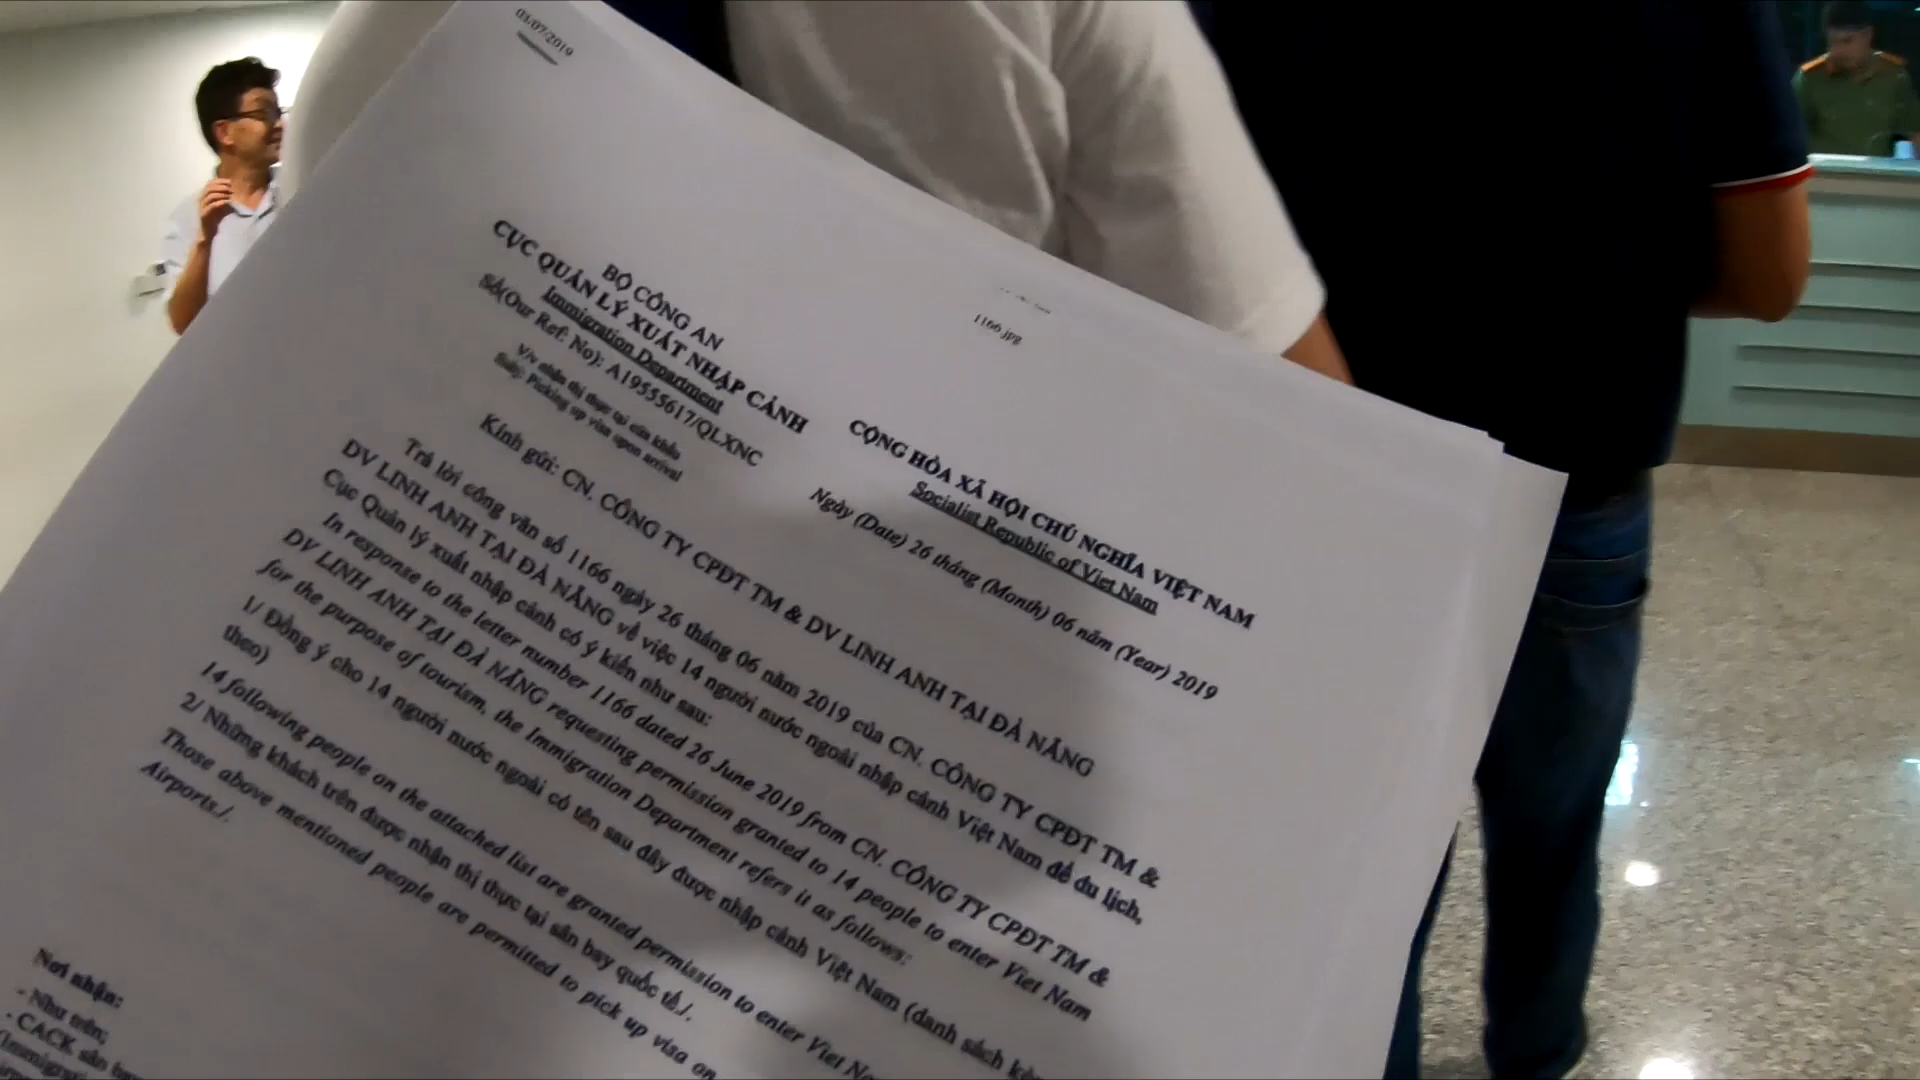 03/07/2019
1166.jpg
BỘ CÔNG AN
CỤC QUẢN LÝ XUẤT NHẬP CẢNH
Immigration Department
Số(Our Ref: No): A19555617/QLXNC
V/v nhận thị thực tại cửa khẩu
Subj: Picking up visa upon arrival
CỘNG HÒA XÃ HỘI CHỦ NGHĨA VIỆT NAM
Socialist Republic of Viet Nam
Ngày (Date) 26 tháng (Month) 06 năm (Year) 2019
Kính gửi: CN. CÔNG TY CPĐT TM & DV LINH ANH TẠI ĐÀ NẴNG
Trả lời công văn số 1166 ngày 26 tháng 06 năm 2019 của CN. CÔNG TY CPĐT TM &
DV LINH ANH TẠI ĐÀ NẴNG về việc 14 người nước ngoài nhập cảnh Việt Nam để du lịch,
Cục Quản lý xuất nhập cảnh có ý kiến như sau:
In response to the letter number 1166 dated 26 June 2019 from CN. CÔNG TY CPĐT TM &
DV LINH ANH TẠI ĐÀ NẴNG requesting permission granted to 14 people to enter Viet Nam
for the purpose of tourism, the Immigration Department refers it as follows:
1/ Đồng ý cho 14 người nước ngoài có tên sau đây được nhập cảnh Việt Nam (danh sách kèm
theo)
14 following people on the attached list are granted permission to enter Viet
2/ Những khách trên được nhận thị thực tại sân bay quốc tế./.
Those above mentioned people are permitted to pick up visa on
Airports./.
Nơi nhận:
- Như trên;
- CACK sân